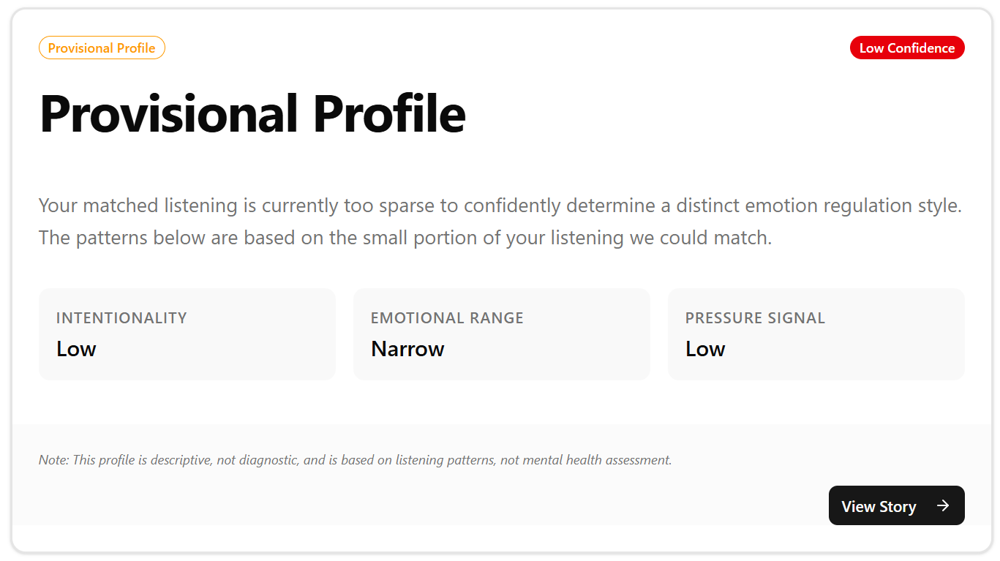 Provisional Profile
Low Confidence
Provisional Profile
Your matched listening is currently too sparse to confidently determine a distinct emotion regulation style.
The patterns below are based on the small portion of your listening we could match.
INTENTIONALITY
Low
EMOTIONAL RANGE
Narrow
PRESSURE SIGNAL
Low
Note: This profile is descriptive, not diagnostic, and is based on listening patterns, not mental health assessment.
View Story